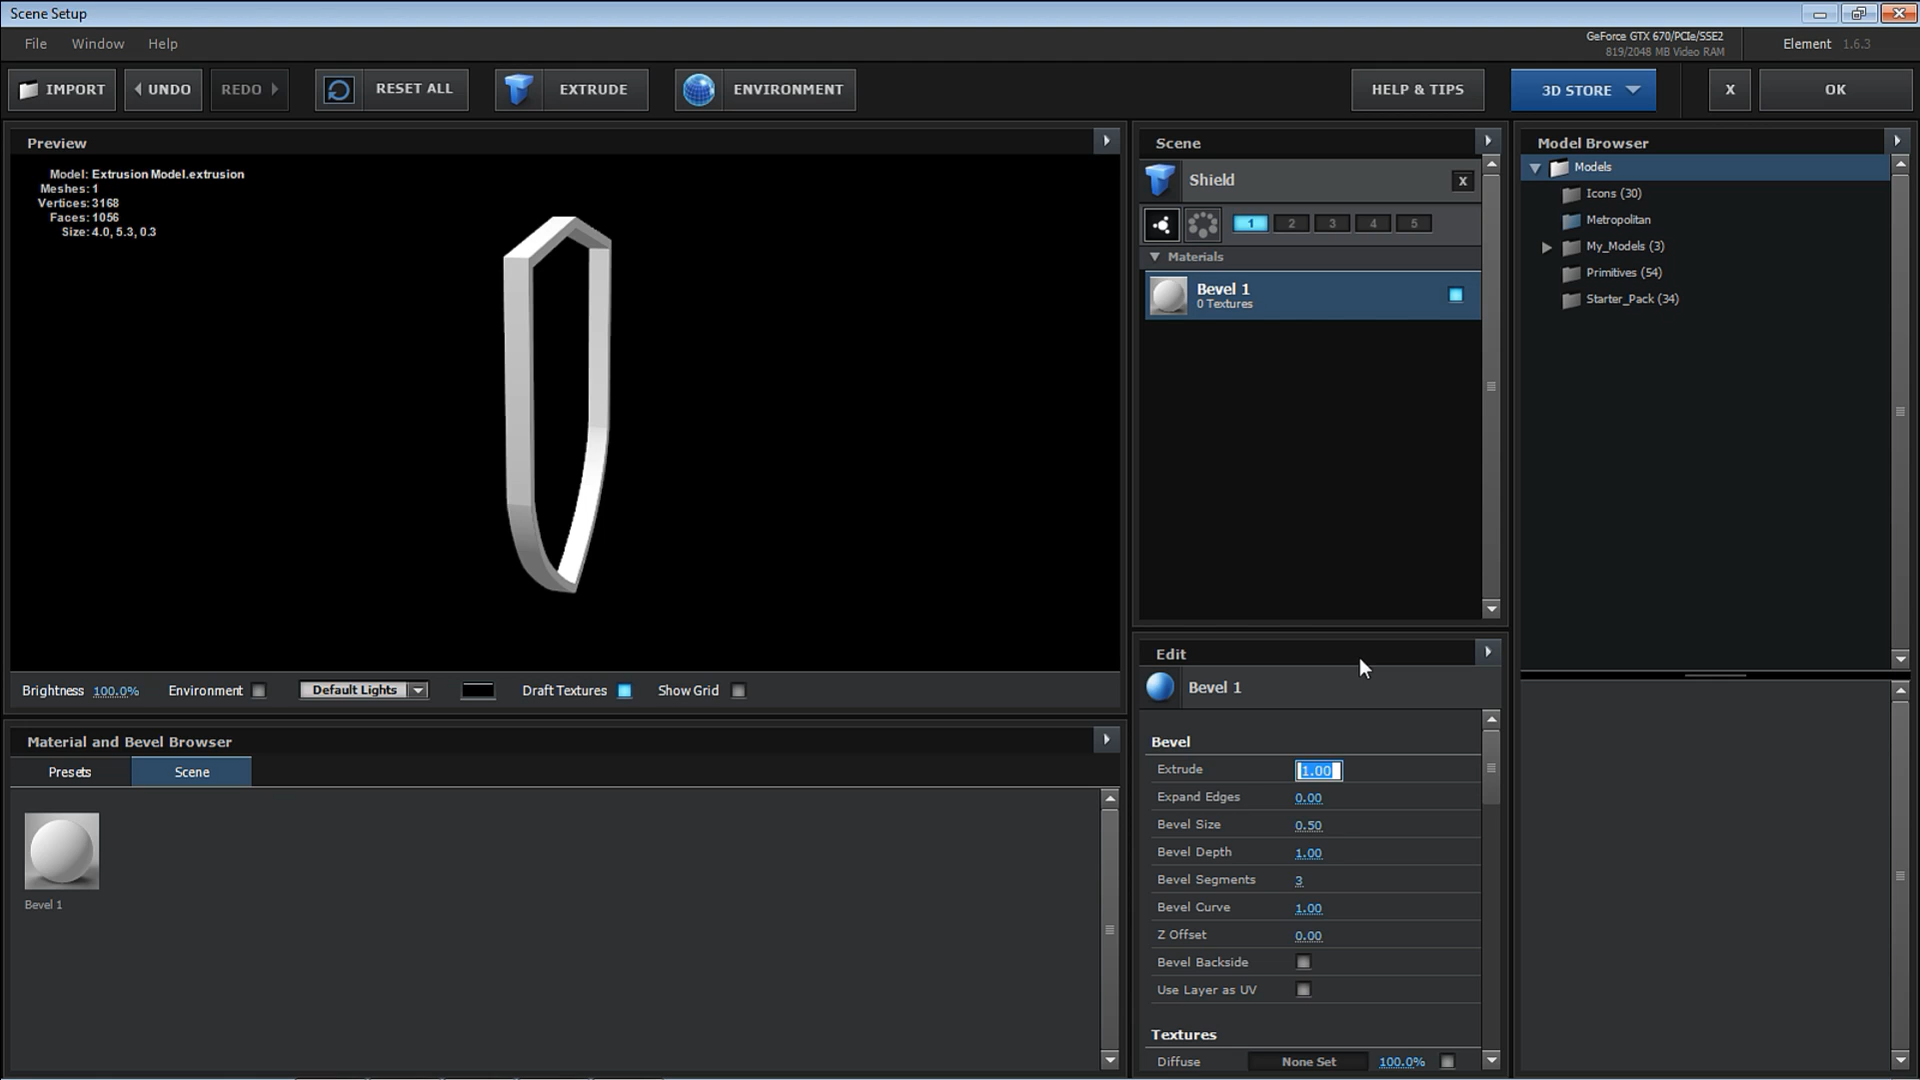 Scene Setup
File Window Help
GeForce GTX 670/PCIe/SSE2
819/2048 MB Video RAM
Element 1.6.3
IMPORT UNDO REDO RESET ALL EXTRUDE ENVIRONMENT HELP & TIPS 3D STORE X OK
Preview
Model: Extrusion Model.extrusion
Meshes: 1
Vertices: 3168
Faces: 1056
Size: 4.0, 5.3, 0.3
Brightness 100.0% Environment Default Lights Draft Textures Show Grid
Material and Bevel Browser
Presets Scene
Bevel 1
Scene
Shield X
1 2 3 4 5
Materials
Bevel 1
0 Textures
Edit
Bevel 1
Bevel
Extrude 1.00
Expand Edges 0.00
Bevel Size 0.50
Bevel Depth 1.00
Bevel Segments 3
Bevel Curve 1.00
Z Offset 0.00
Bevel Backside
Use Layer as UV
Textures
Diffuse None Set 100.0%
Model Browser
Models
Icons (30)
Metropolitan
My_Models (3)
Primitives (54)
Starter_Pack (34)